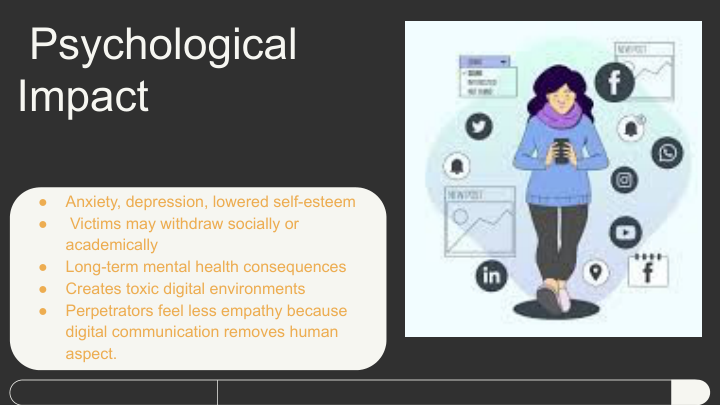 Psychological
Impact
● Anxiety, depression, lowered self-esteem
● Victims may withdraw socially or
academically
● Long-term mental health consequences
● Creates toxic digital environments
● Perpetrators feel less empathy because
digital communication removes human
aspect.
NEW POST
NEW POST